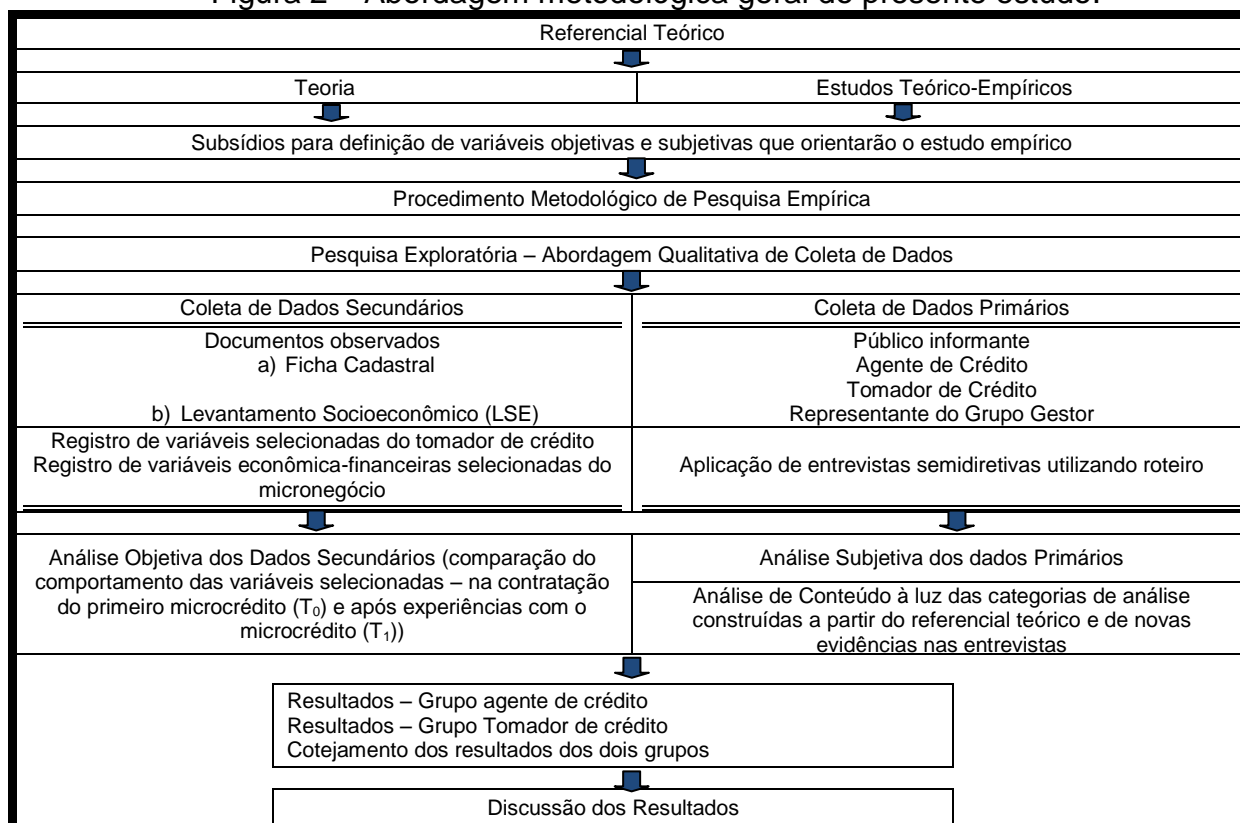 Figura 2 – Abordagem metodológica geral do presente estudo.
Referencial Teórico
Teoria
Estudos Teórico-Empíricos
Subsídios para definição de variáveis objetivas e subjetivas que orientarão o estudo empírico
Procedimento Metodológico de Pesquisa Empírica
Pesquisa Exploratória – Abordagem Qualitativa de Coleta de Dados
Coleta de Dados Secundários
Documentos observados
a) Ficha Cadastral
b) Levantamento Socioeconômico (LSE)
Registro de variáveis selecionadas do tomador de crédito
Registro de variáveis econômica-financeiras selecionadas do
micronegócio
Coleta de Dados Primários
Público informante
Agente de Crédito
Tomador de Crédito
Representante do Grupo Gestor
Aplicação de entrevistas semidiretivas utilizando roteiro
Análise Objetiva dos Dados Secundários (comparação do
comportamento das variáveis selecionadas – na contratação
do primeiro microcrédito (T₀) e após experiências com o
microcrédito (T₁))
Análise Subjetiva dos dados Primários
Análise de Conteúdo à luz das categorias de análise
construídas a partir do referencial teórico e de novas
evidências nas entrevistas
Resultados – Grupo agente de crédito
Resultados – Grupo Tomador de crédito
Cotejamento dos resultados dos dois grupos
Discussão dos Resultados